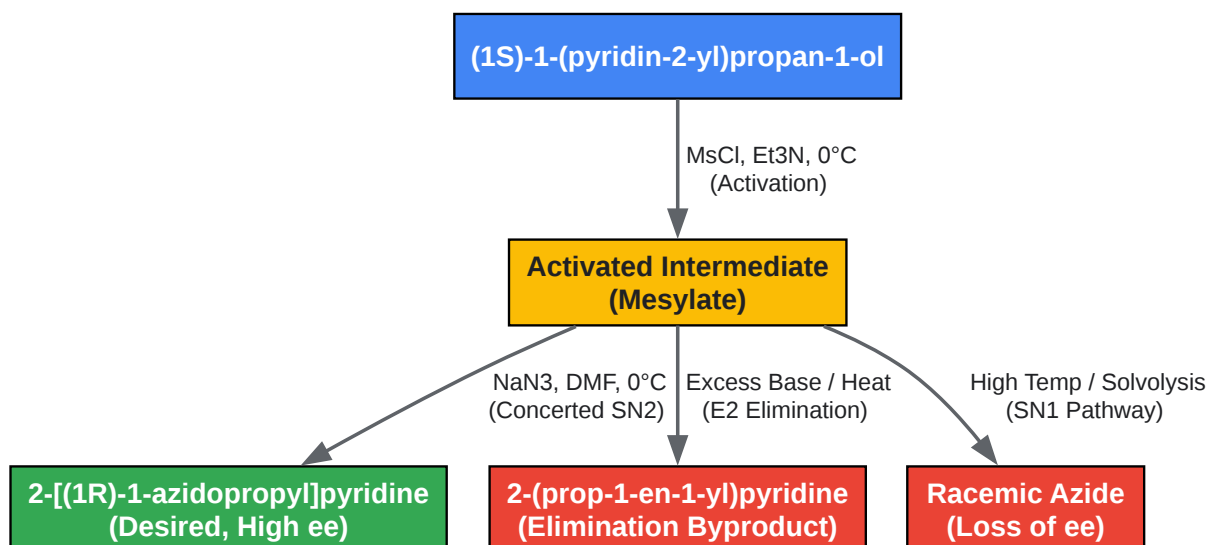 (1S)-1-(pyridin-2-yl)propan-1-ol
MsCl, Et3N, 0°C
(Activation)
Activated Intermediate
(Mesylate)
NaN3, DMF, 0°C
(Concerted SN2)
Excess Base / Heat
(E2 Elimination)
High Temp / Solvolysis
(SN1 Pathway)
2-[(1R)-1-azidopropyl]pyridine
(Desired, High ee)
2-(prop-1-en-1-yl)pyridine
(Elimination Byproduct)
Racemic Azide
(Loss of ee)